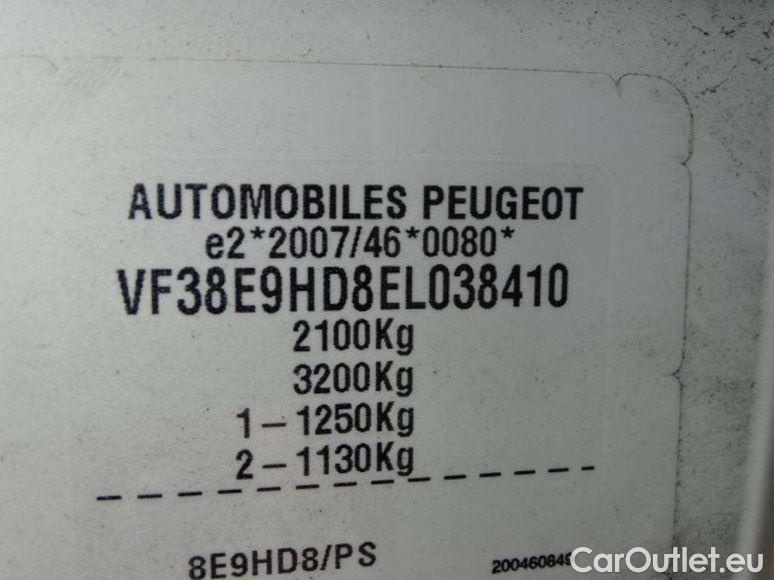 AUTOMOBILES PEUGEOT
e2*2007/46*0080*
VF38E9HD8EL038410
2100Kg
3200Kg
1-1250Kg
2-1130Kg
8E9HD8/PS
CarOutlet.eu